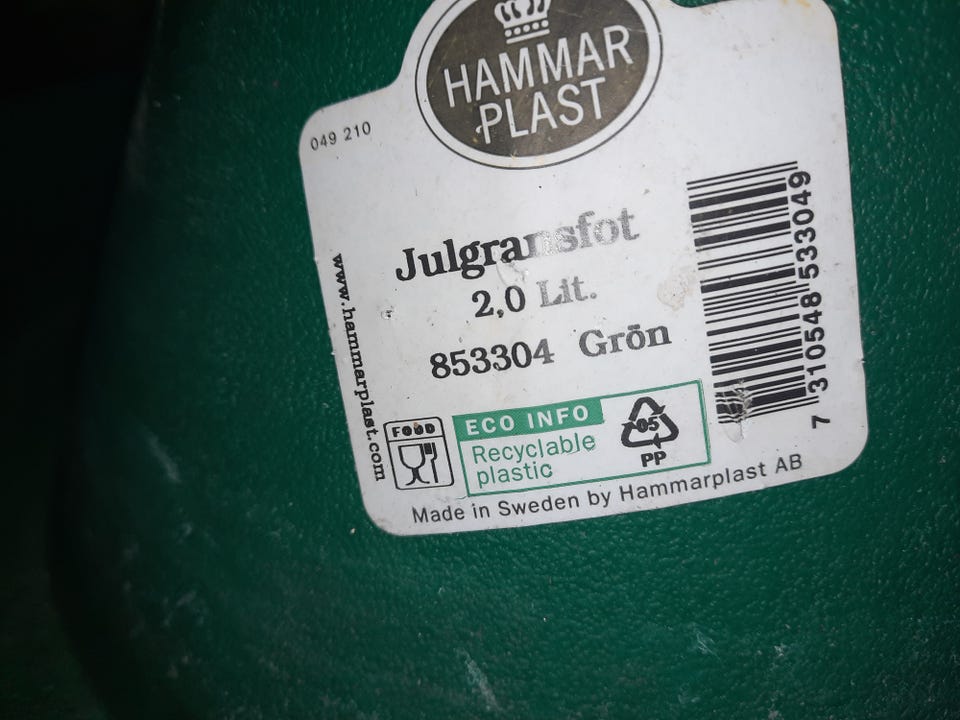 HAMMAR
PLAST
049 210
Julgransfot
2,0 Lit.
853304 Grön
www.hammarplast.com
FOOD
ECO INFO
Recyclable
plastic
05
PP
Made in Sweden by Hammarplast AB
7 310548 533049